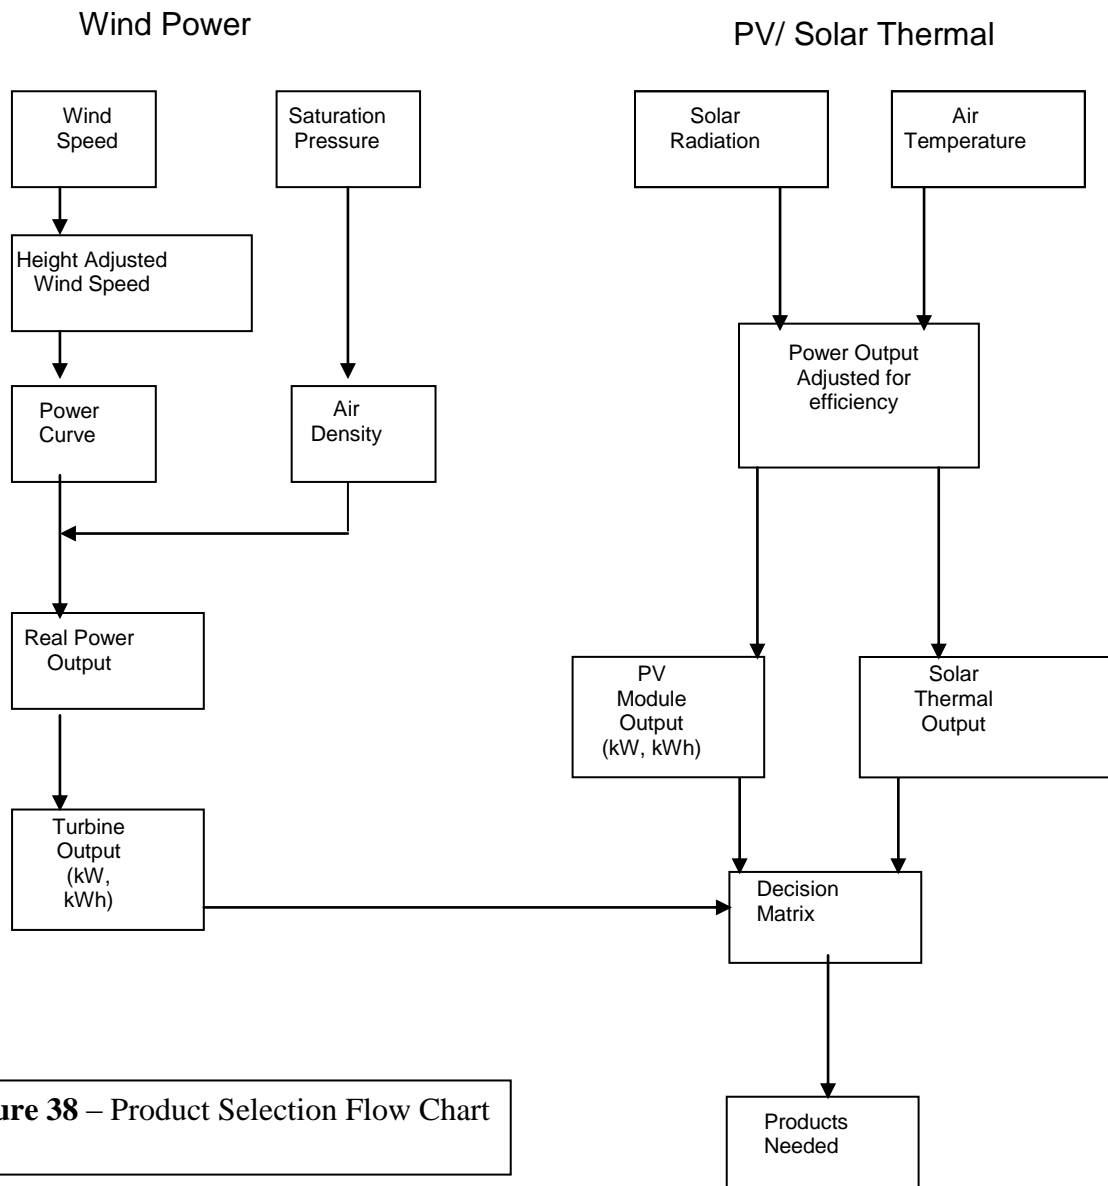 Wind Power
PV/ Solar Thermal
Wind
Speed
Saturation
Pressure
Solar
Radiation
Air
Temperature
Height Adjusted
Wind Speed
Power Output
Adjusted for
efficiency
Power
Curve
Air
Density
Real Power
Output
PV
Module
Output
(kW, kWh)
Solar
Thermal
Output
Turbine
Output
(kW,
kWh)
Decision
Matrix
ure 38 – Product Selection Flow Chart
Products
Needed